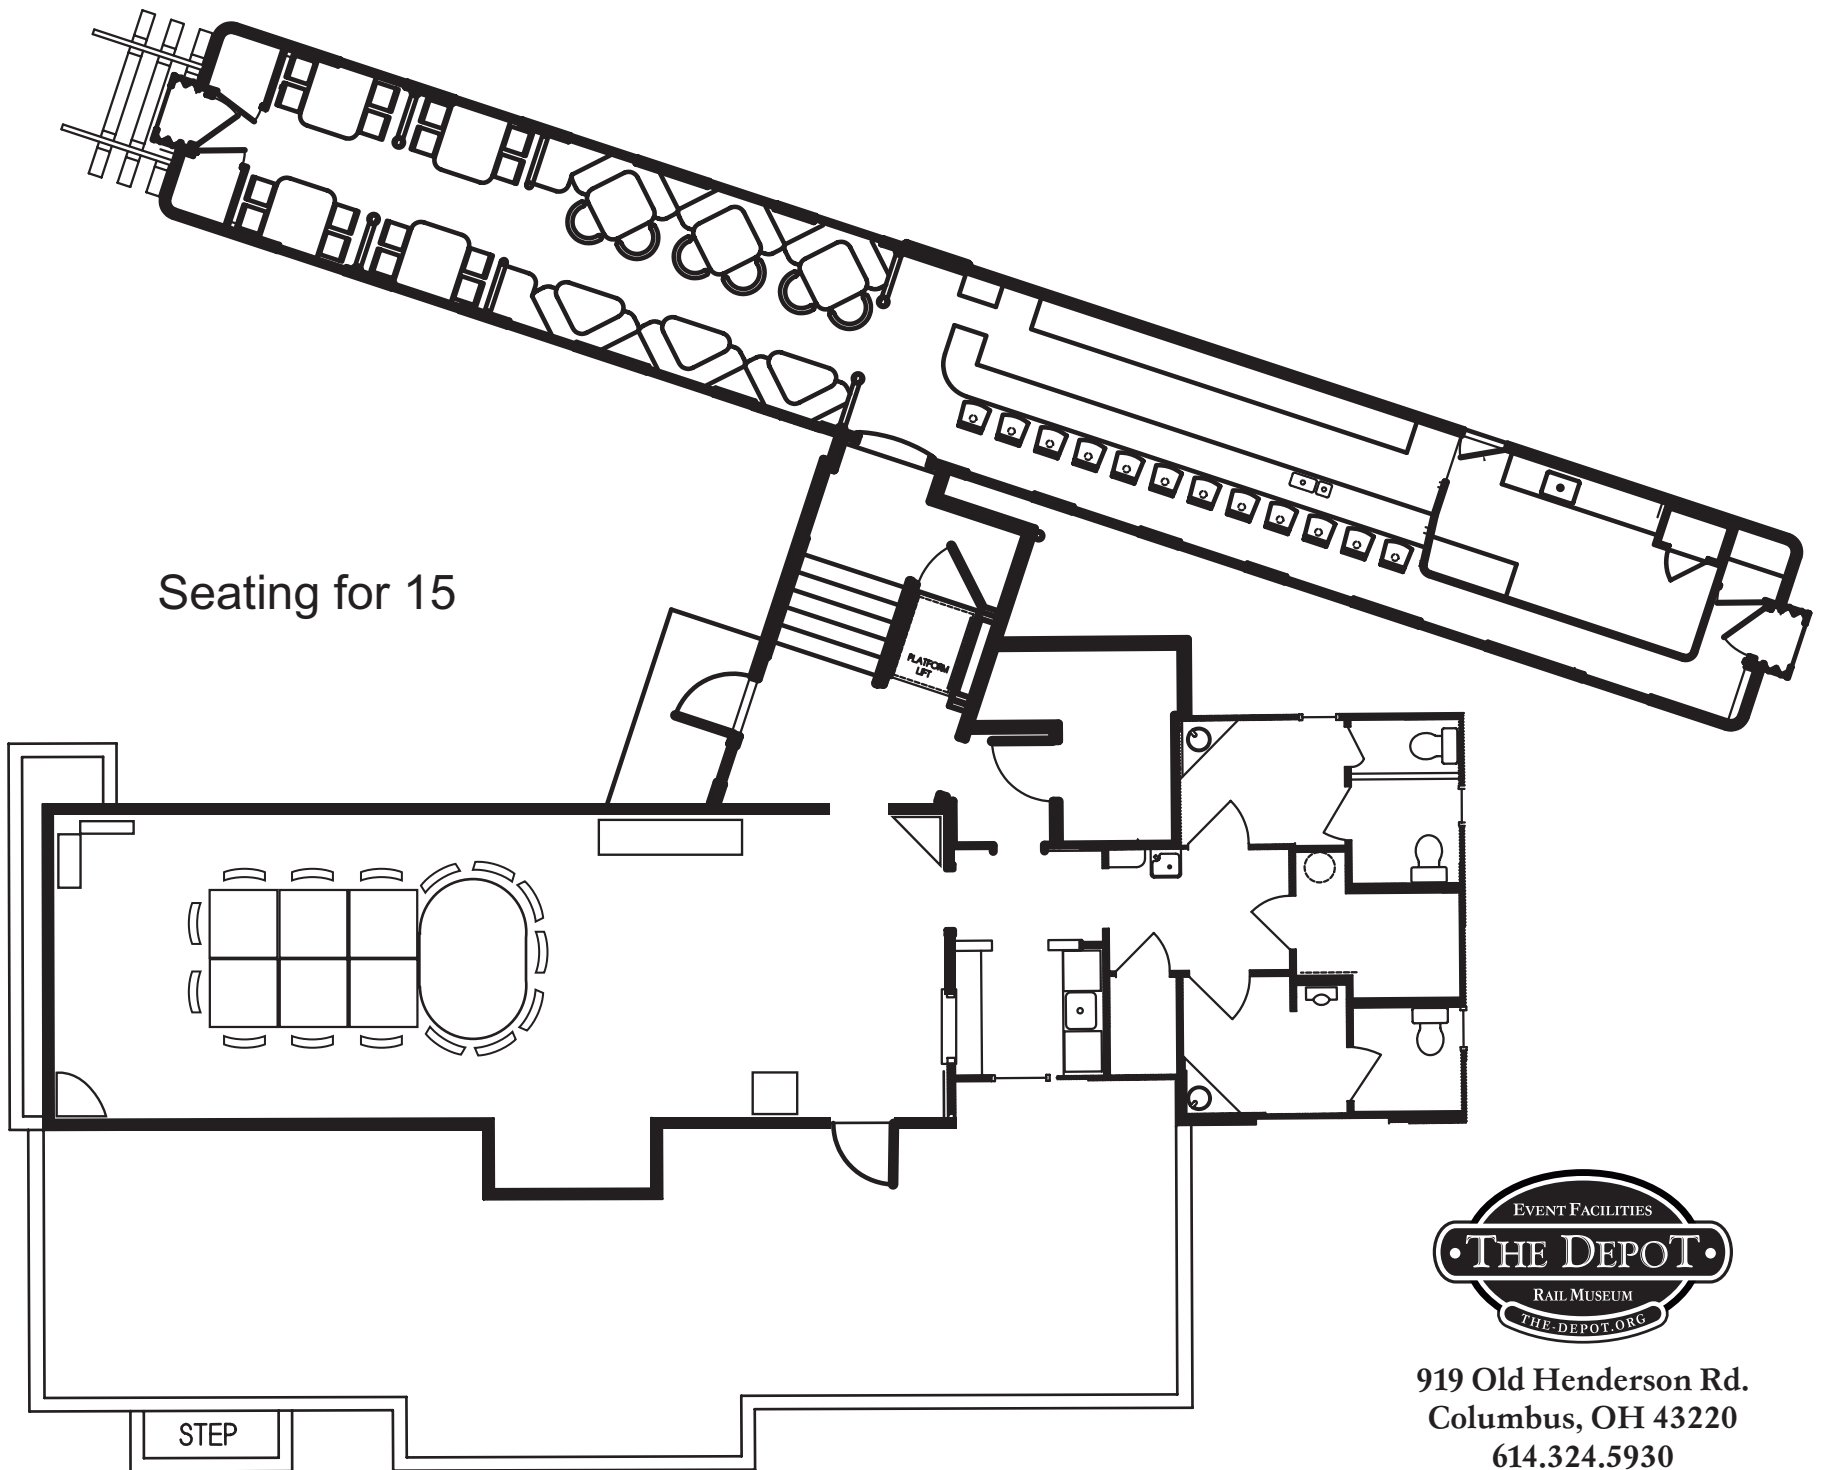 Seating for 15
PLATFORM
LIFT
EVENT FACILITIES
THE DEPOT
RAIL MUSEUM
THE-DEPOT.ORG
919 Old Henderson Rd.
Columbus, OH 43220
614.324.5930
STEP